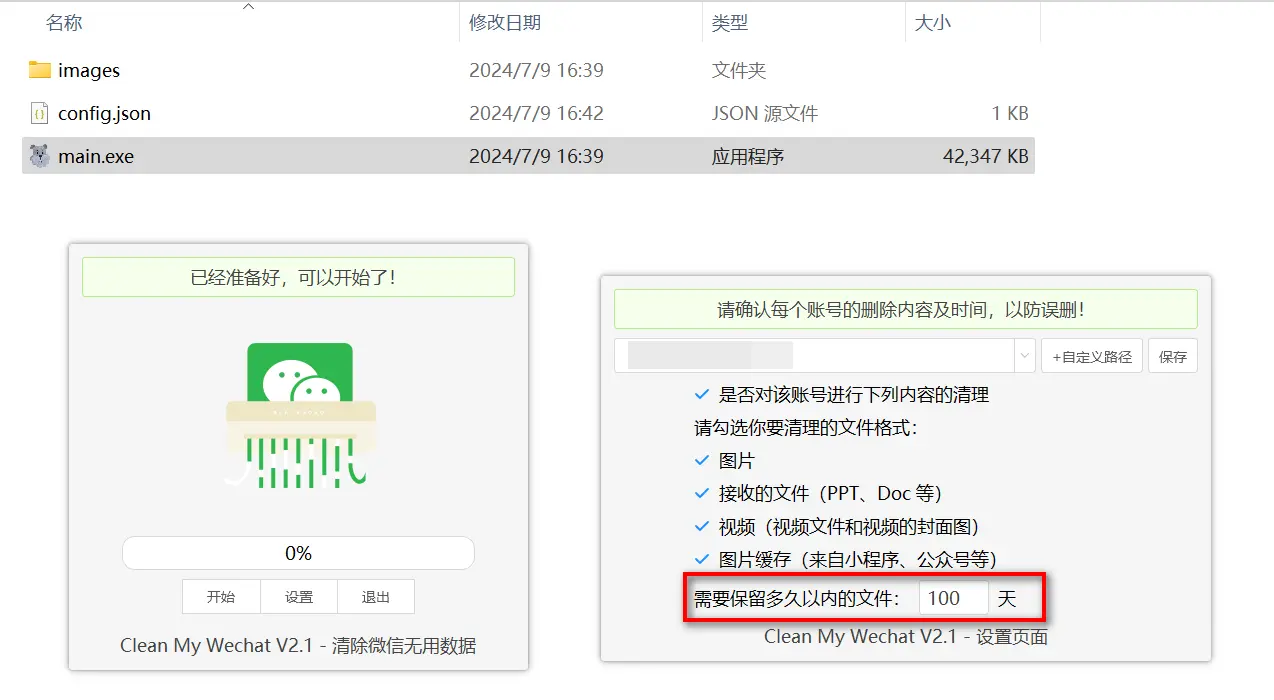 名称 修改日期 类型 大小
images 2024/7/9 16:39 文件夹
config.json 2024/7/9 16:42 JSON 源文件 1 KB
main.exe 2024/7/9 16:39 应用程序 42,347 KB
已经准备好，可以开始了！
0%
开始 设置 退出
Clean My Wechat V2.1 - 清除微信无用数据
请确认每个账号的删除内容及时间，以防误删！
+自定义路径 保存
是否对该账号进行下列内容的清理
请勾选你要清理的文件格式：
图片
接收的文件（PPT、Doc 等）
视频（视频文件和视频的封面图）
图片缓存（来自小程序、公众号等）
需要保留多久以内的文件： 100 天
Clean My Wechat V2.1 - 设置页面